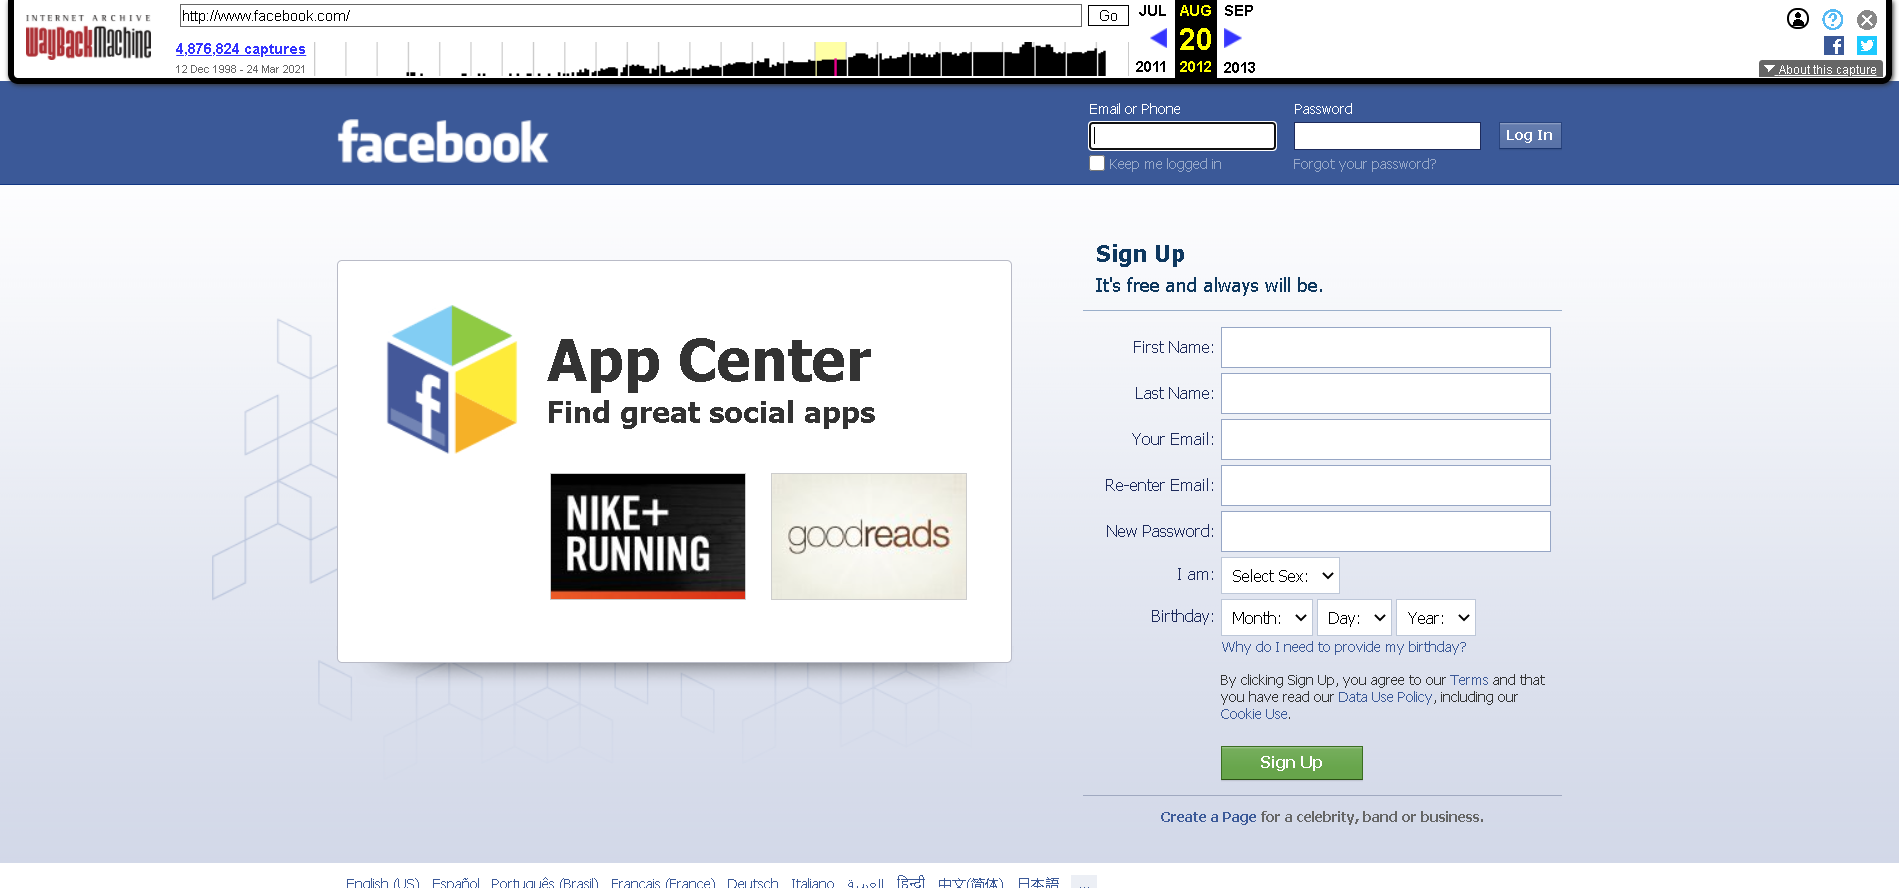 INTERNET ARCHIVE
WayBackMachine
http://www.facebook.com/
Go
JUL
AUG
SEP
4,876,824 captures
20
12 Dec 1998 - 24 Mar 2021
2011
2012
2013
?
f
About this capture
facebook
Email or Phone
Password
Log In
Keep me logged in
Forgot your password?
Sign Up
It's free and always will be.
f
App Center
Find great social apps
NIKE+
RUNNING
goodreads
First Name:
Last Name:
Your Email:
Re-enter Email:
New Password:
I am:
Select Sex:
Birthday:
Month:
Day:
Year:
Why do I need to provide my birthday?
By clicking Sign Up, you agree to our Terms and that
you have read our Data Use Policy, including our
Cookie Use.
Sign Up
Create a Page for a celebrity, band or business.
English (US) Español Português (Brasil) Français (France) Deutsch Italiano العربية हिन्दी 中文(简体) 日本語 ...